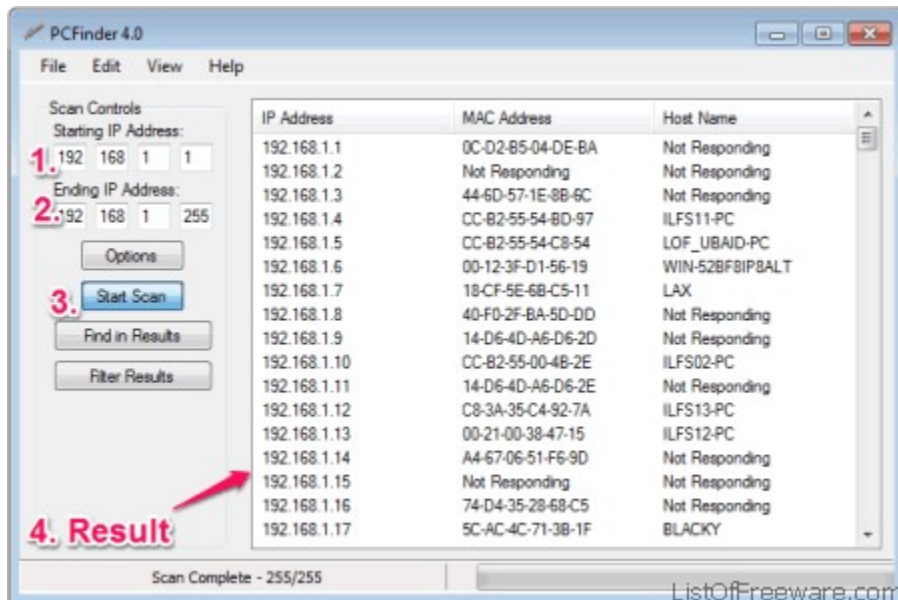 PCFinder 4.0
File Edit View Help
Scan Controls
Starting IP Address:
1. 192 168 1 1
Ending IP Address:
2. 192 168 1 255
Options
3. Start Scan
Find in Results
Filter Results
IP Address MAC Address Host Name
192.168.1.1 0C-D2-B5-04-DE-BA Not Responding
192.168.1.2 Not Responding Not Responding
192.168.1.3 44-6D-57-1E-8B-6C Not Responding
192.168.1.4 CC-B2-55-54-BD-97 ILFS11-PC
192.168.1.5 CC-B2-55-54-C8-54 LOF_UBAID-PC
192.168.1.6 00-12-3F-D1-56-19 WIN-52BF8IP8ALT
192.168.1.7 18-CF-5E-6B-C5-11 LAX
192.168.1.8 40-F0-2F-BA-5D-DD Not Responding
192.168.1.9 14-D6-4D-A6-D6-2D Not Responding
192.168.1.10 CC-B2-55-00-4B-2E ILFS02-PC
192.168.1.11 14-D6-4D-A6-D6-2E Not Responding
192.168.1.12 C8-3A-35-C4-92-7A ILFS13-PC
192.168.1.13 00-21-00-38-47-15 ILFS12-PC
192.168.1.14 A4-67-06-51-F6-9D Not Responding
192.168.1.15 Not Responding Not Responding
192.168.1.16 74-D4-35-28-68-C5 Not Responding
192.168.1.17 5C-AC-4C-71-3B-1F BLACKY
4. Result
Scan Complete - 255/255
ListOfFreeware.com